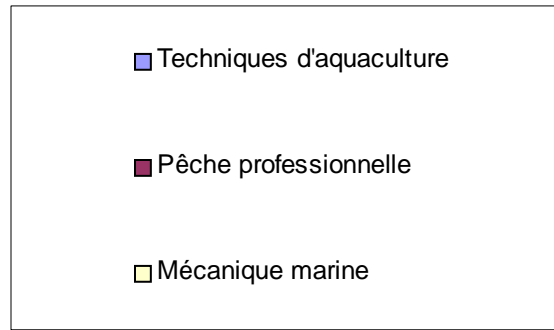 Techniques d'aquaculture
Pêche professionnelle
Mécanique marine